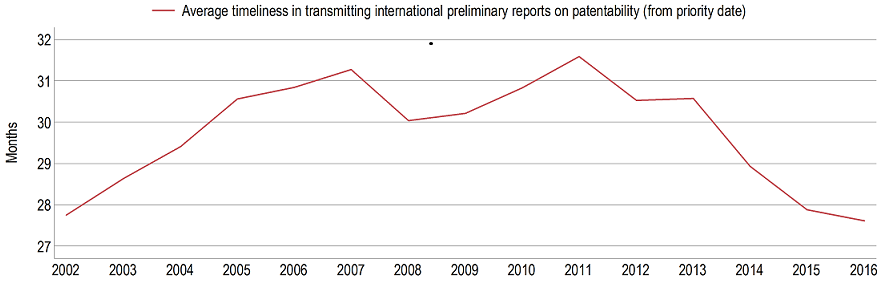 Average timeliness in transmitting international preliminary reports on patentability (from priority date)
32
31
30
29
28
27
Months
2002 2003 2004 2005 2006 2007 2008 2009 2010 2011 2012 2013 2014 2015 2016